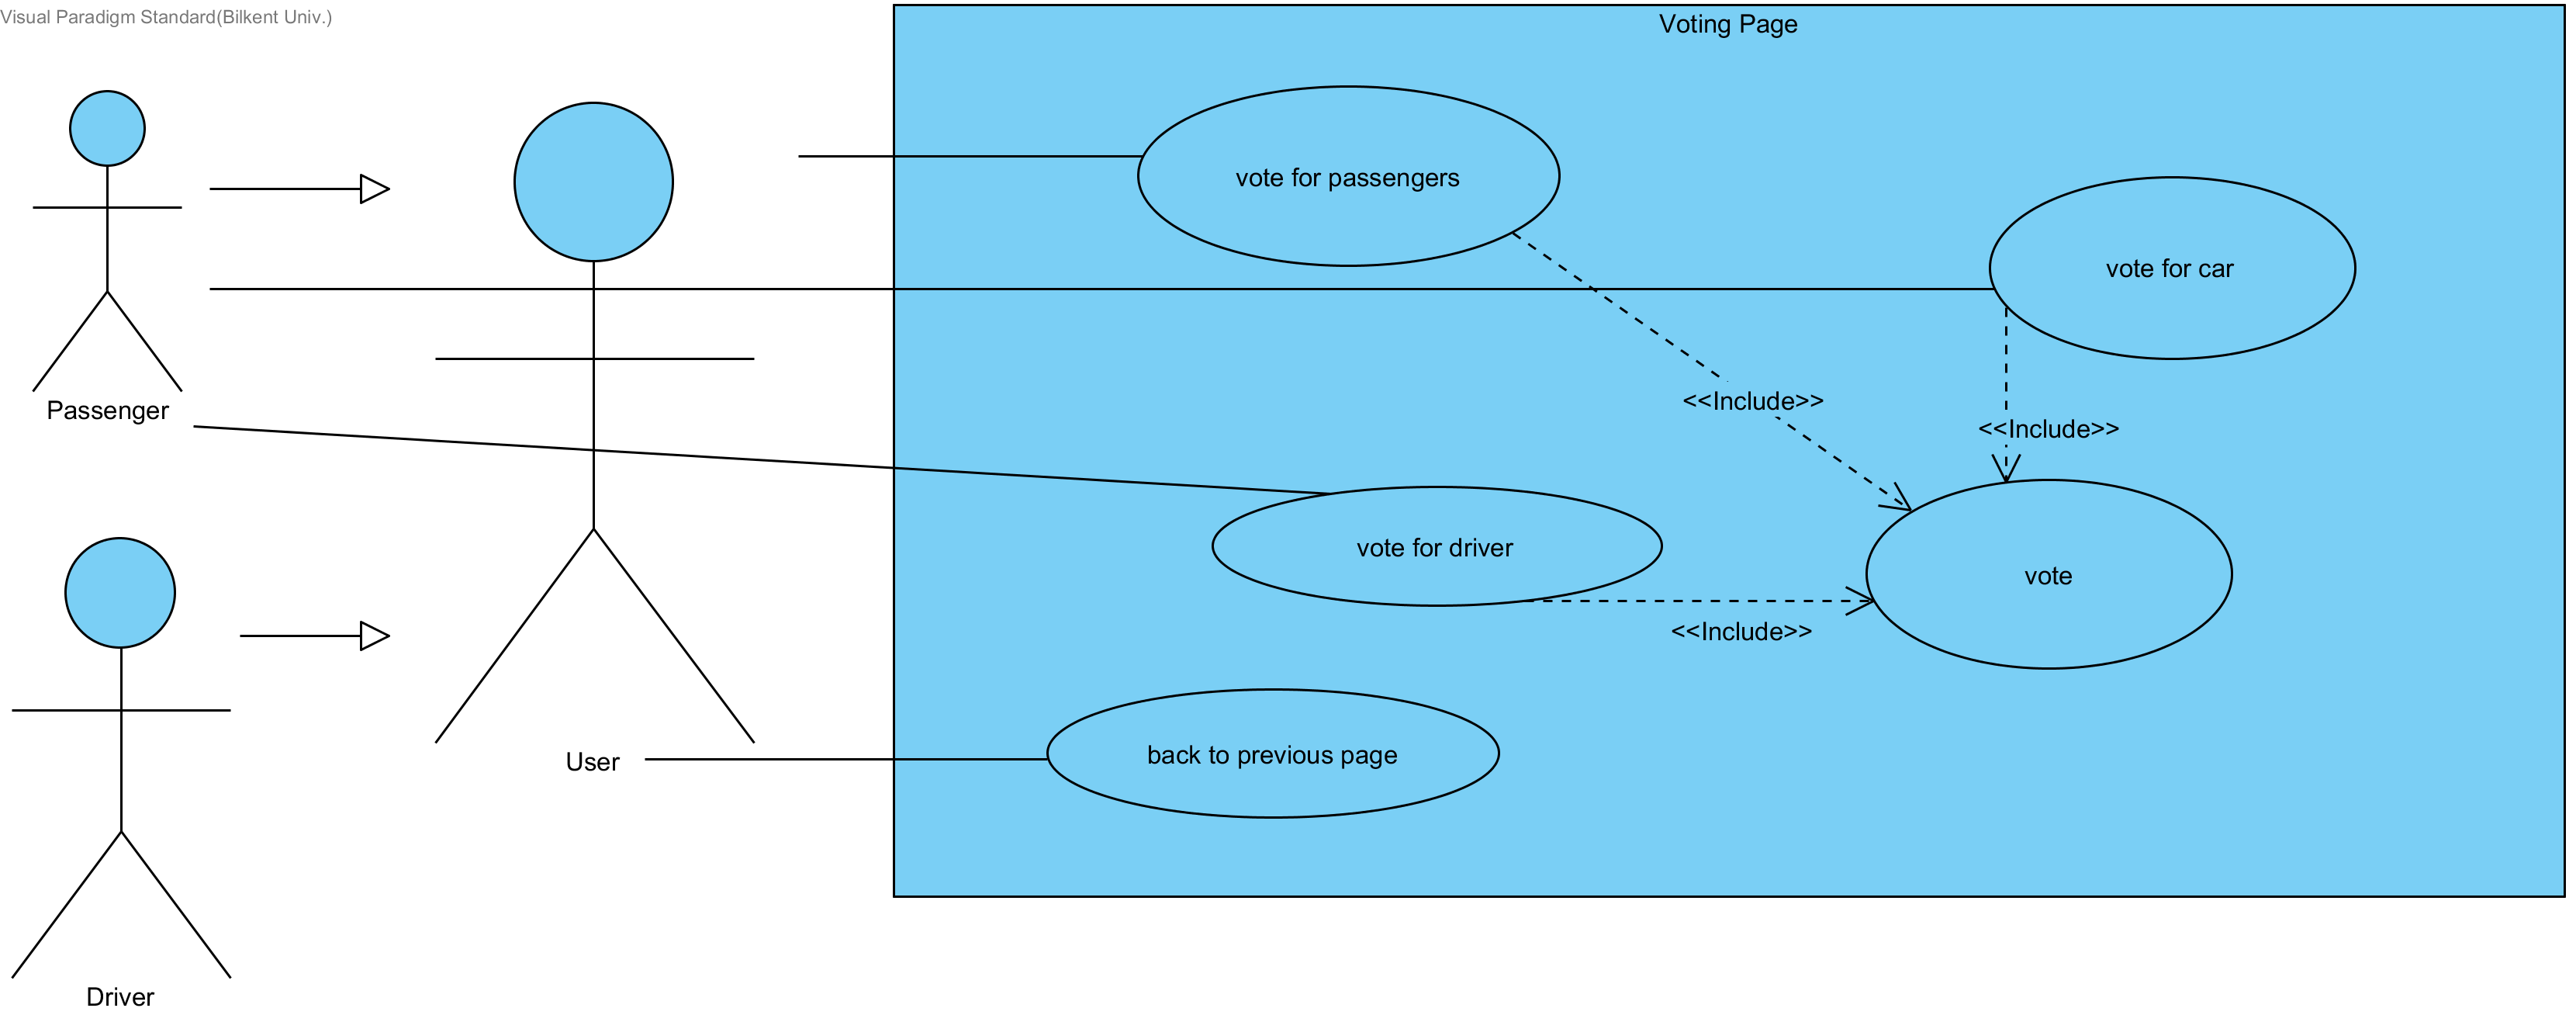 Visual Paradigm Standard(Bilkent Univ.)
Voting Page
vote for passengers
vote for car
<<Include>>
Passenger
<<Include>>
vote for driver
vote
<<Include>>
back to previous page
User
Driver